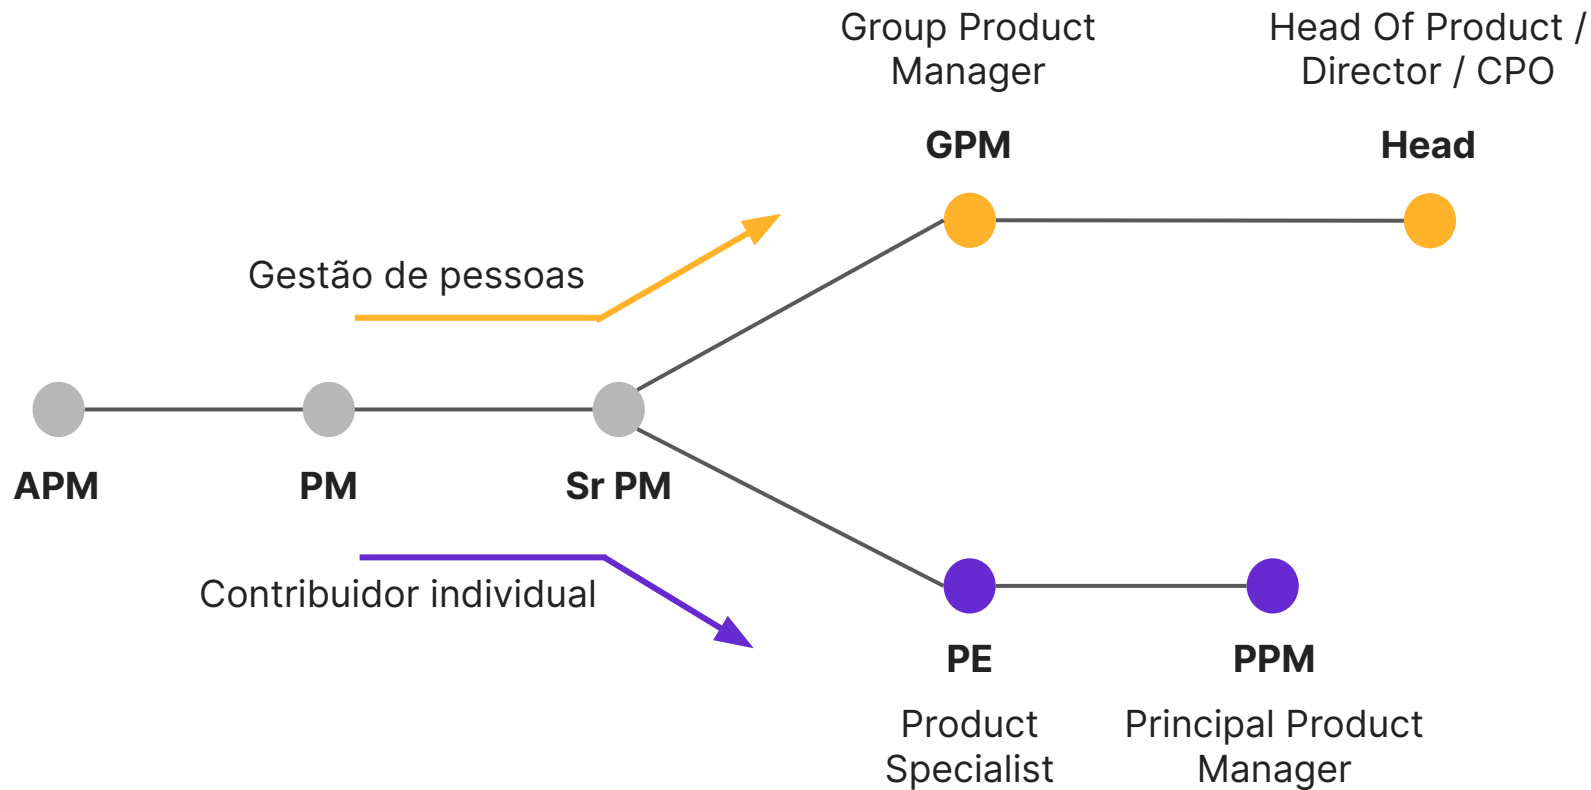 Group Product
Manager
GPM
Head Of Product /
Director / CPO
Head
Gestão de pessoas
APM
PM
Sr PM
Contribuidor individual
PE
Product
Specialist
PPM
Principal Product
Manager